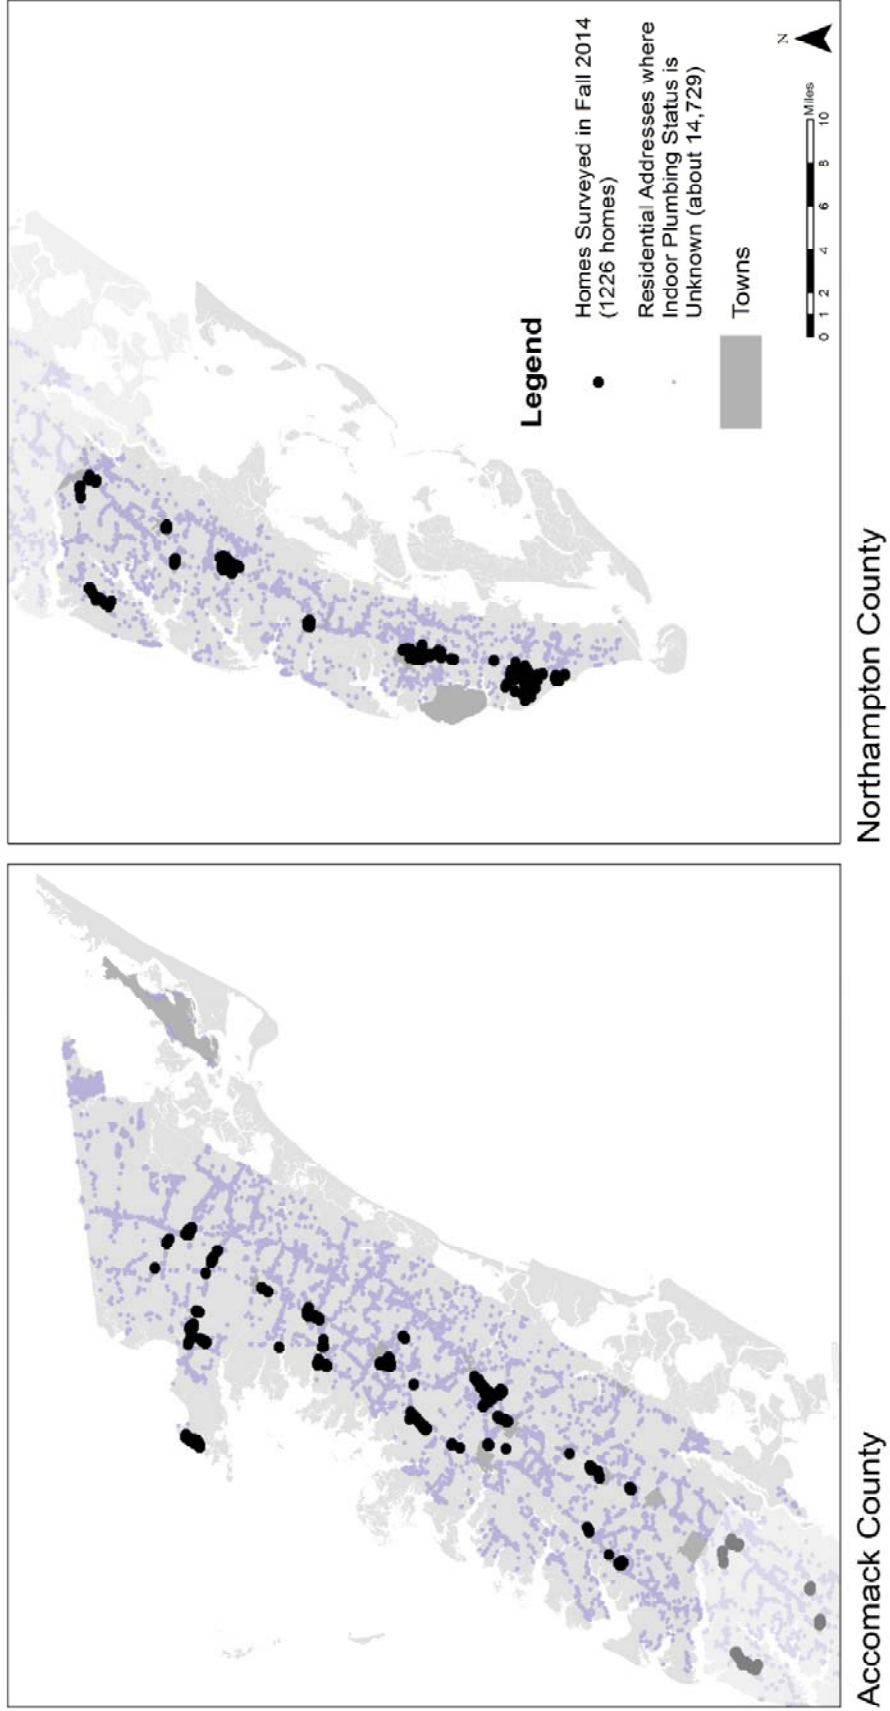 Accomack County
Northampton County
Legend
Homes Surveyed in Fall 2014
(1226 homes)
Residential Addresses where
Indoor Plumbing Status is
Unknown (about 14,729)
Towns
N
0 1 2 4 6 8 10
Miles